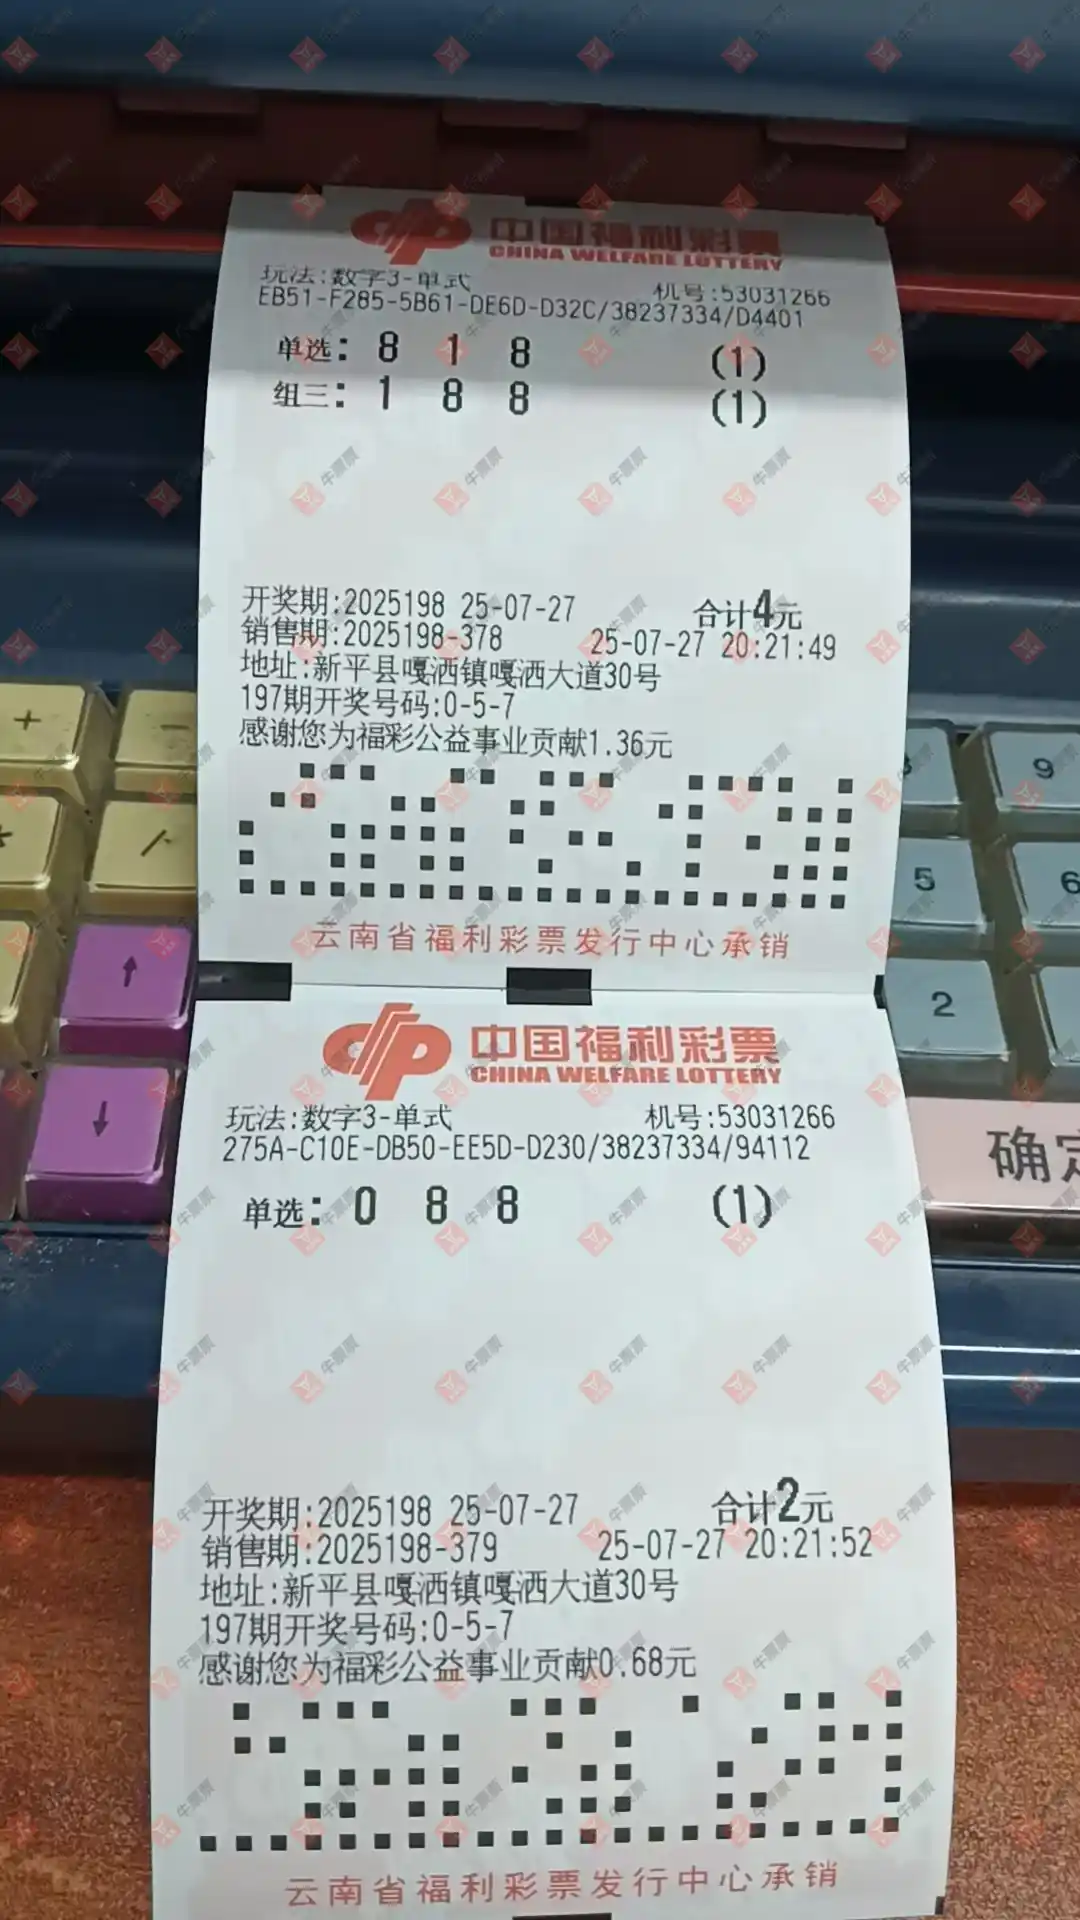 中国福利彩票
CHINA WELFARE LOTTERY
玩法:数字3-单式 机号:53031266
EB51-F285-5B61-DE6D-D32C/38237334/D4401
单选: 8 1 8 (1)
组三: 1 8 8 (1)
开奖期:2025198 25-07-27 合计4元
销售期:2025198-378 25-07-27 20:21:49
地址:新平县嘎洒镇嘎洒大道30号
197期开奖号码:0-5-7
感谢您为福彩公益事业贡献1.36元
云南省福利彩票发行中心承销
中国福利彩票
CHINA WELFARE LOTTERY
玩法:数字3-单式 机号:53031266
275A-C10E-DB50-EE5D-D230/38237334/94112
单选: 0 8 8 (1)
开奖期:2025198 25-07-27 合计2元
销售期:2025198-379 25-07-27 20:21:52
地址:新平县嘎洒镇嘎洒大道30号
197期开奖号码:0-5-7
感谢您为福彩公益事业贡献0.68元
云南省福利彩票发行中心承销
+ -
9
5
6
2
牛票票